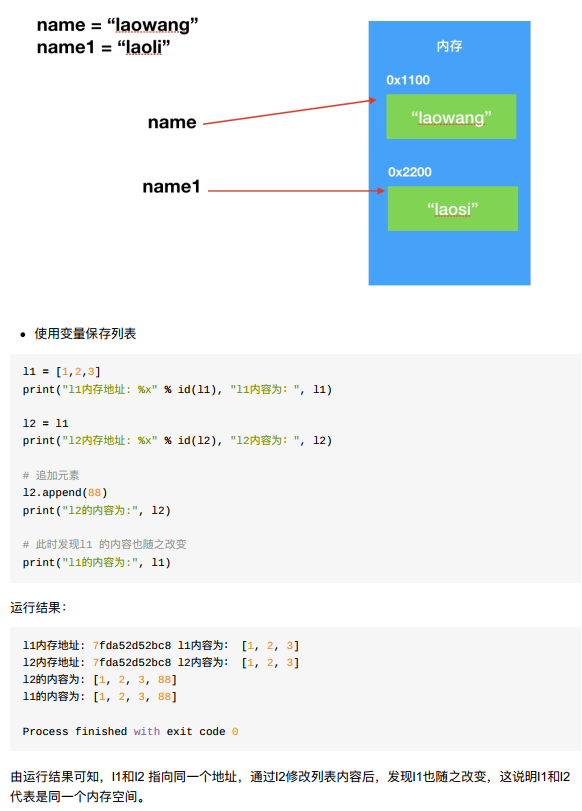 name = “laowang”
name1 = “laoli”
内存
0x1100
name
“laowang”
0x2200
name1
“laosi”
• 使用变量保存列表
l1 = [1,2,3]
print("l1内存地址: %x" % id(l1), "l1内容为: ", l1)
l2 = l1
print("l2内存地址: %x" % id(l2), "l2内容为: ", l2)
# 追加元素
l2.append(88)
print("l2的内容为:", l2)
# 此时发现l1 的内容也随之改变
print("l1的内容为:", l1)
运行结果：
l1内存地址: 7fda52d52bc8 l1内容为: [1, 2, 3]
l2内存地址: 7fda52d52bc8 l2内容为: [1, 2, 3]
l2的内容为: [1, 2, 3, 88]
l1的内容为: [1, 2, 3, 88]
Process finished with exit code 0
由运行结果可知，l1和l2 指向同一个地址，通过l2修改列表内容后，发现l1也随之改变，这说明l1和l2
代表是同一个内存空间。